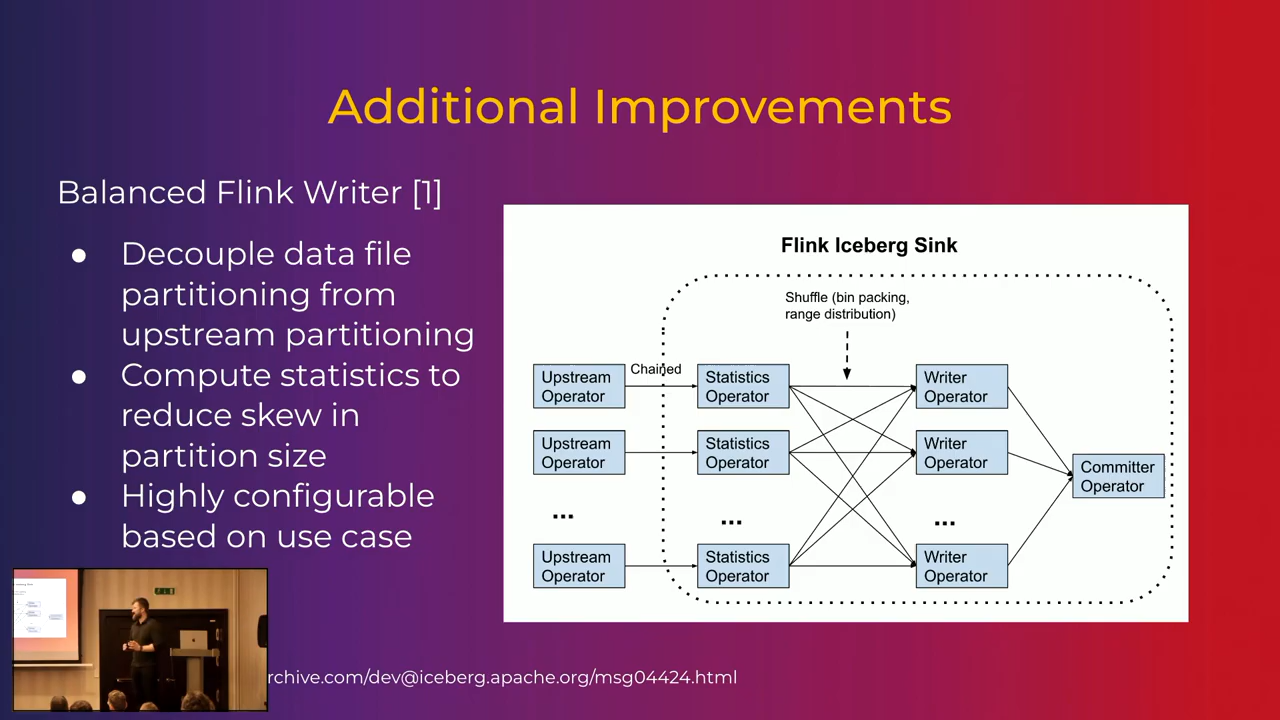 Additional Improvements
Balanced Flink Writer [1]
● Decouple data file
partitioning from
upstream partitioning
● Compute statistics to
reduce skew in
partition size
● Highly configurable
based on use case
Flink Iceberg Sink
Shuffle (bin packing,
range distribution)
Chained
Upstream
Operator
Statistics
Operator
Writer
Operator
Upstream
Operator
Statistics
Operator
Writer
Operator
Committer
Operator
...
...
...
Upstream
Operator
Statistics
Operator
Writer
Operator
rchive.com/dev@iceberg.apache.org/msg04424.html